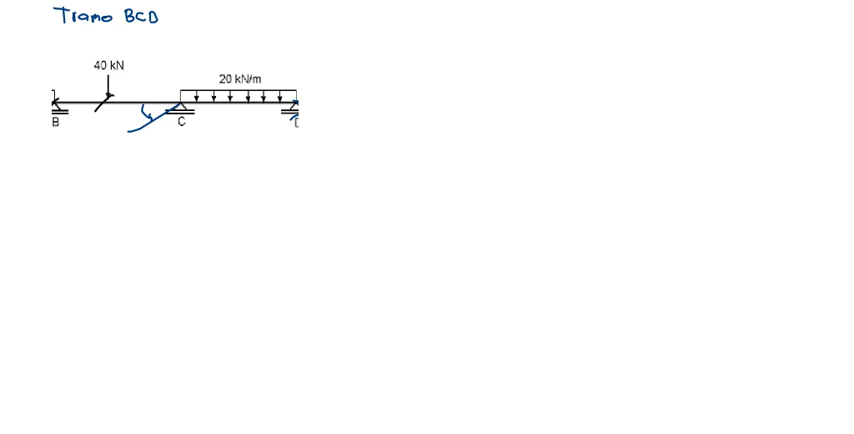 Tramo BCD
40 kN
20 kN/m
B
C